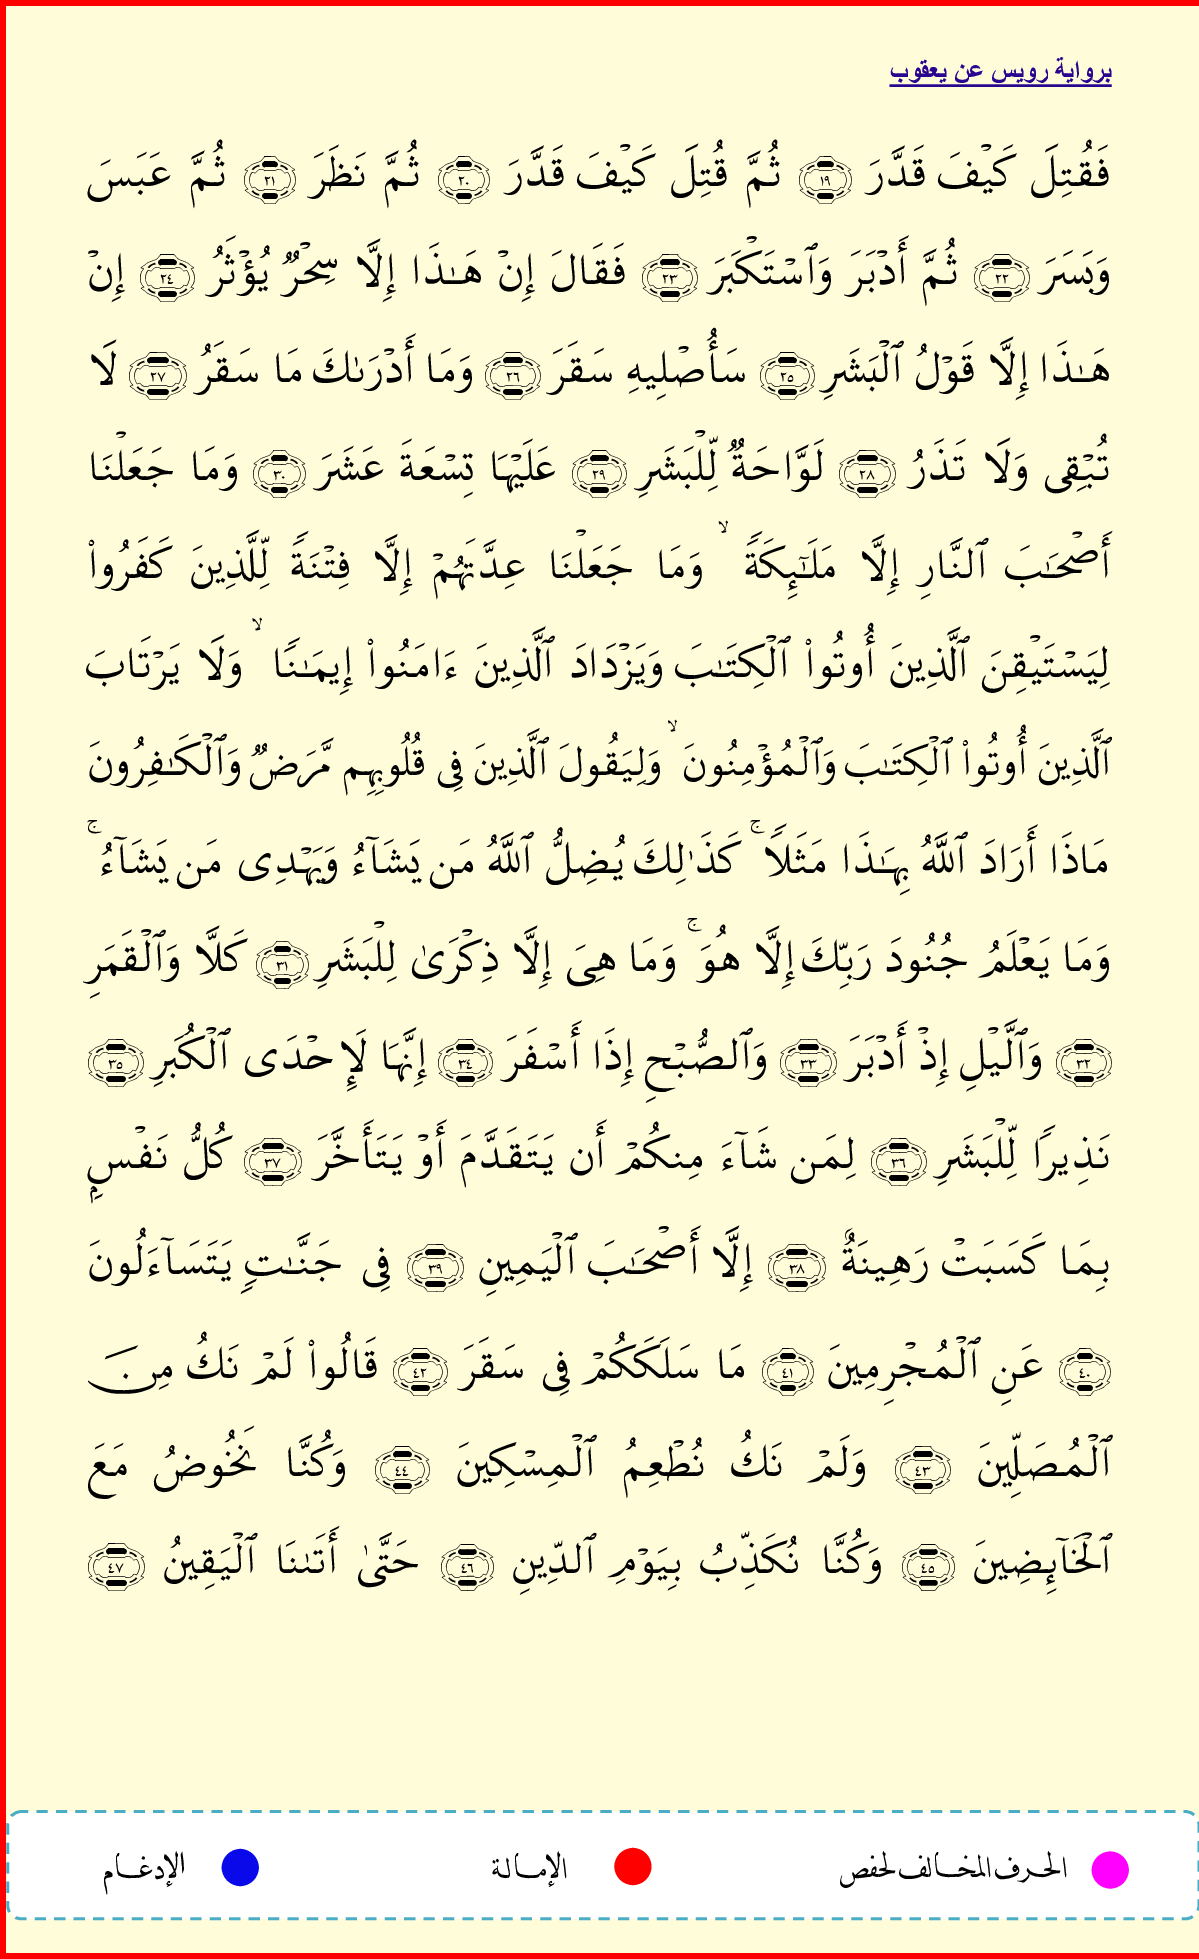 برواية رويس عن يعقوب
فَقُتِلَ كَيْفَ قَدَّرَ ١٩ ثُمَّ قُتِلَ كَيْفَ قَدَّرَ ٢٠ ثُمَّ نَظَرَ ٢١ ثُمَّ عَبَسَ
وَبَسَرَ ٢٢ ثُمَّ أَدْبَرَ وَٱسْتَكْبَرَ ٢٣ فَقَالَ إِنْ هَـٰذَا إِلَّا سِحْرٌ يُؤْثَرُ ٢٤ إِنْ
هَـٰذَا إِلَّا قَوْلُ ٱلْبَشَرِ ٢٥ سَأُصْلِيهِ سَقَرَ ٢٦ وَمَا أَدْرَىٰكَ مَا سَقَرُ ٢٧ لَا
تُبْقِى وَلَا تَذَرُ ٢٨ لَوَّاحَةٌ لِّلْبَشَرِ ٢٩ عَلَيْهَا تِسْعَةَ عَشَرَ ٣٠ وَمَا جَعَلْنَا
أَصْحَـٰبَ ٱلنَّارِ إِلَّا مَلَـٰٓئِكَةً ۙ وَمَا جَعَلْنَا عِدَّتَهُمْ إِلَّا فِتْنَةً لِّلَّذِينَ كَفَرُوا۟
لِيَسْتَيْقِنَ ٱلَّذِينَ أُوتُوا۟ ٱلْكِتَـٰبَ وَيَزْدَادَ ٱلَّذِينَ ءَامَنُوا۟ إِيمَـٰنًا ۙ وَلَا يَرْتَابَ
ٱلَّذِينَ أُوتُوا۟ ٱلْكِتَـٰبَ وَٱلْمُؤْمِنُونَ ۙ وَلِيَقُولَ ٱلَّذِينَ فِى قُلُوبِهِم مَّرَضٌ وَٱلْكَـٰفِرُونَ
مَاذَا أَرَادَ ٱللَّهُ بِهَـٰذَا مَثَلًا ۚ كَذَٰلِكَ يُضِلُّ ٱللَّهُ مَن يَشَآءُ وَيَهْدِى مَن يَشَآءُ ۚ
وَمَا يَعْلَمُ جُنُودَ رَبِّكَ إِلَّا هُوَ ۚ وَمَا هِىَ إِلَّا ذِكْرَىٰ لِلْبَشَرِ ٣١ كَلَّا وَٱلْقَمَرِ
٣٢ وَٱلَّيْلِ إِذْ أَدْبَرَ ٣٣ وَٱلصُّبْحِ إِذَا أَسْفَرَ ٣٤ إِنَّهَا لَإِحْدَى ٱلْكُبَرِ ٣٥
نَذِيرًا لِّلْبَشَرِ ٣٦ لِمَن شَآءَ مِنكُمْ أَن يَتَقَدَّمَ أَوْ يَتَأَخَّرَ ٣٧ كُلُّ نَفْسٍۭ
بِمَا كَسَبَتْ رَهِينَةٌ ٣٨ إِلَّا أَصْحَـٰبَ ٱلْيَمِينِ ٣٩ فِى جَنَّـٰتٍ يَتَسَآءَلُونَ
٤٠ عَنِ ٱلْمُجْرِمِينَ ٤١ مَا سَلَكَكُمْ فِى سَقَرَ ٤٢ قَالُوا۟ لَمْ نَكُ مِنَ
ٱلْمُصَلِّينَ ٤٣ وَلَمْ نَكُ نُطْعِمُ ٱلْمِسْكِينَ ٤٤ وَكُنَّا نَخُوضُ مَعَ
ٱلْخَآئِضِينَ ٤٥ وَكُنَّا نُكَذِّبُ بِيَوْمِ ٱلدِّينِ ٤٦ حَتَّىٰ أَتَىٰنَا ٱلْيَقِينُ ٤٧
الحرف المخالف لحفص الإمالة الإدغام